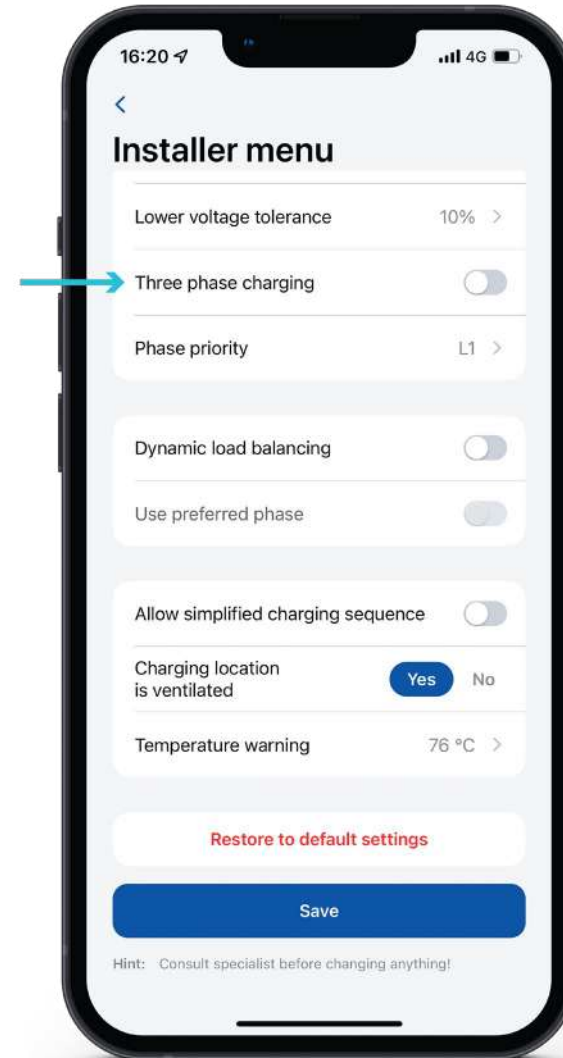 16:20
4G
Installer menu
Lower voltage tolerance 10%
Three phase charging
Phase priority L1
Dynamic load balancing
Use preferred phase
Allow simplified charging sequence
Charging location
is ventilated
Yes No
Temperature warning 76 °C
Restore to default settings
Save
Hint: Consult specialist before changing anything!